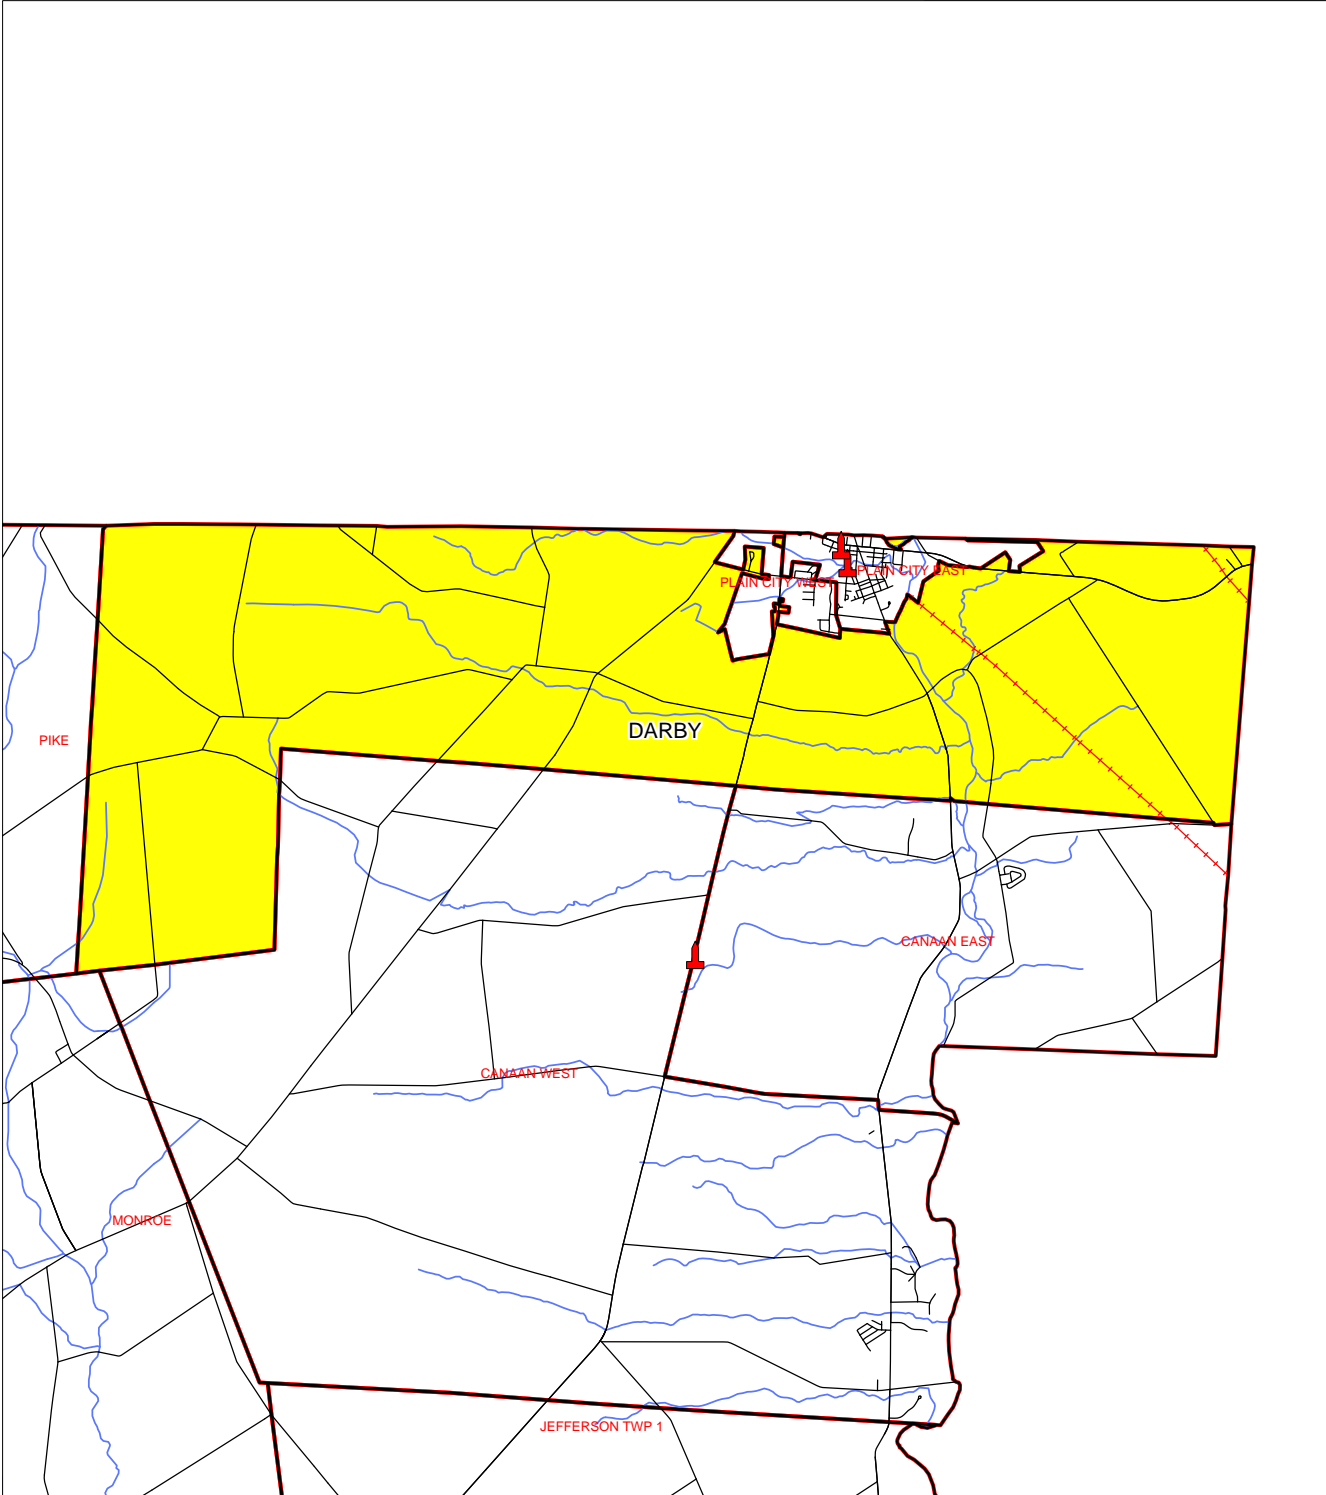 PLAIN CITY EAST
PLAIN CITY WEST
DARBY
PIKE
CANAAN EAST
CANAAN WEST
MONROE
JEFFERSON TWP 1